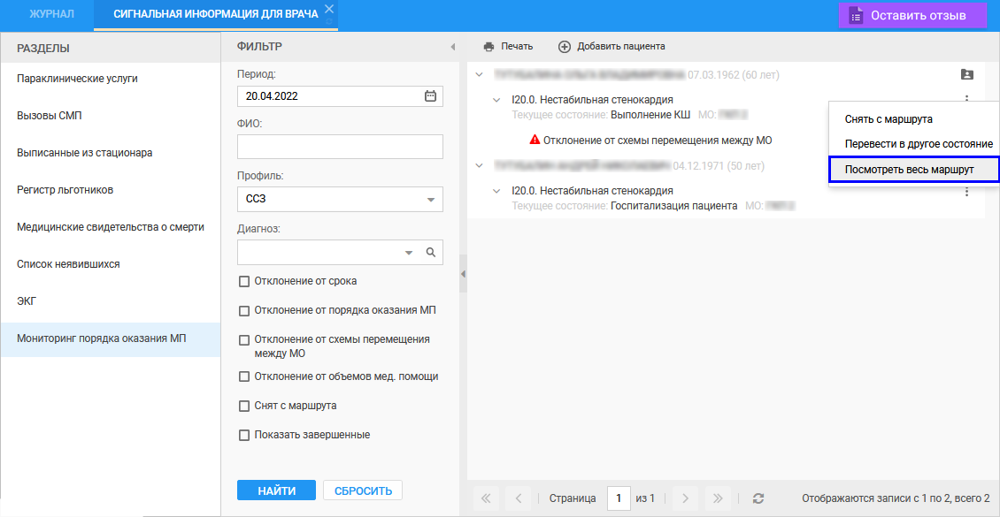 ЖУРНАЛ
СИГНАЛЬНАЯ ИНФОРМАЦИЯ ДЛЯ ВРАЧА
Оставить отзыв
РАЗДЕЛЫ
Параклинические услуги
Вызовы СМП
Выписанные из стационара
Регистр льготников
Медицинские свидетельства о смерти
Список неявившихся
ЭКГ
Мониторинг порядка оказания МП
ФИЛЬТР
Период:
20.04.2022
ФИО:
Профиль:
ССЗ
Диагноз:
Отклонение от срока
Отклонение от порядка оказания МП
Отклонение от схемы перемещения
между МО
Отклонение от объемов мед. помощи
Снят с маршрута
Показать завершенные
НАЙТИ
СБРОСИТЬ
Печать
Добавить пациента
07.03.1962 (60 лет)
I20.0. Нестабильная стенокардия
Текущее состояние: Выполнение КШ МО:
Отклонение от схемы перемещения между МО
04.12.1971 (50 лет)
I20.0. Нестабильная стенокардия
Текущее состояние: Госпитализация пациента МО:
Снять с маршрута
Перевести в другое состояние
Посмотреть весь маршрут
Страница 1 из 1
Отображаются записи с 1 по 2, всего 2